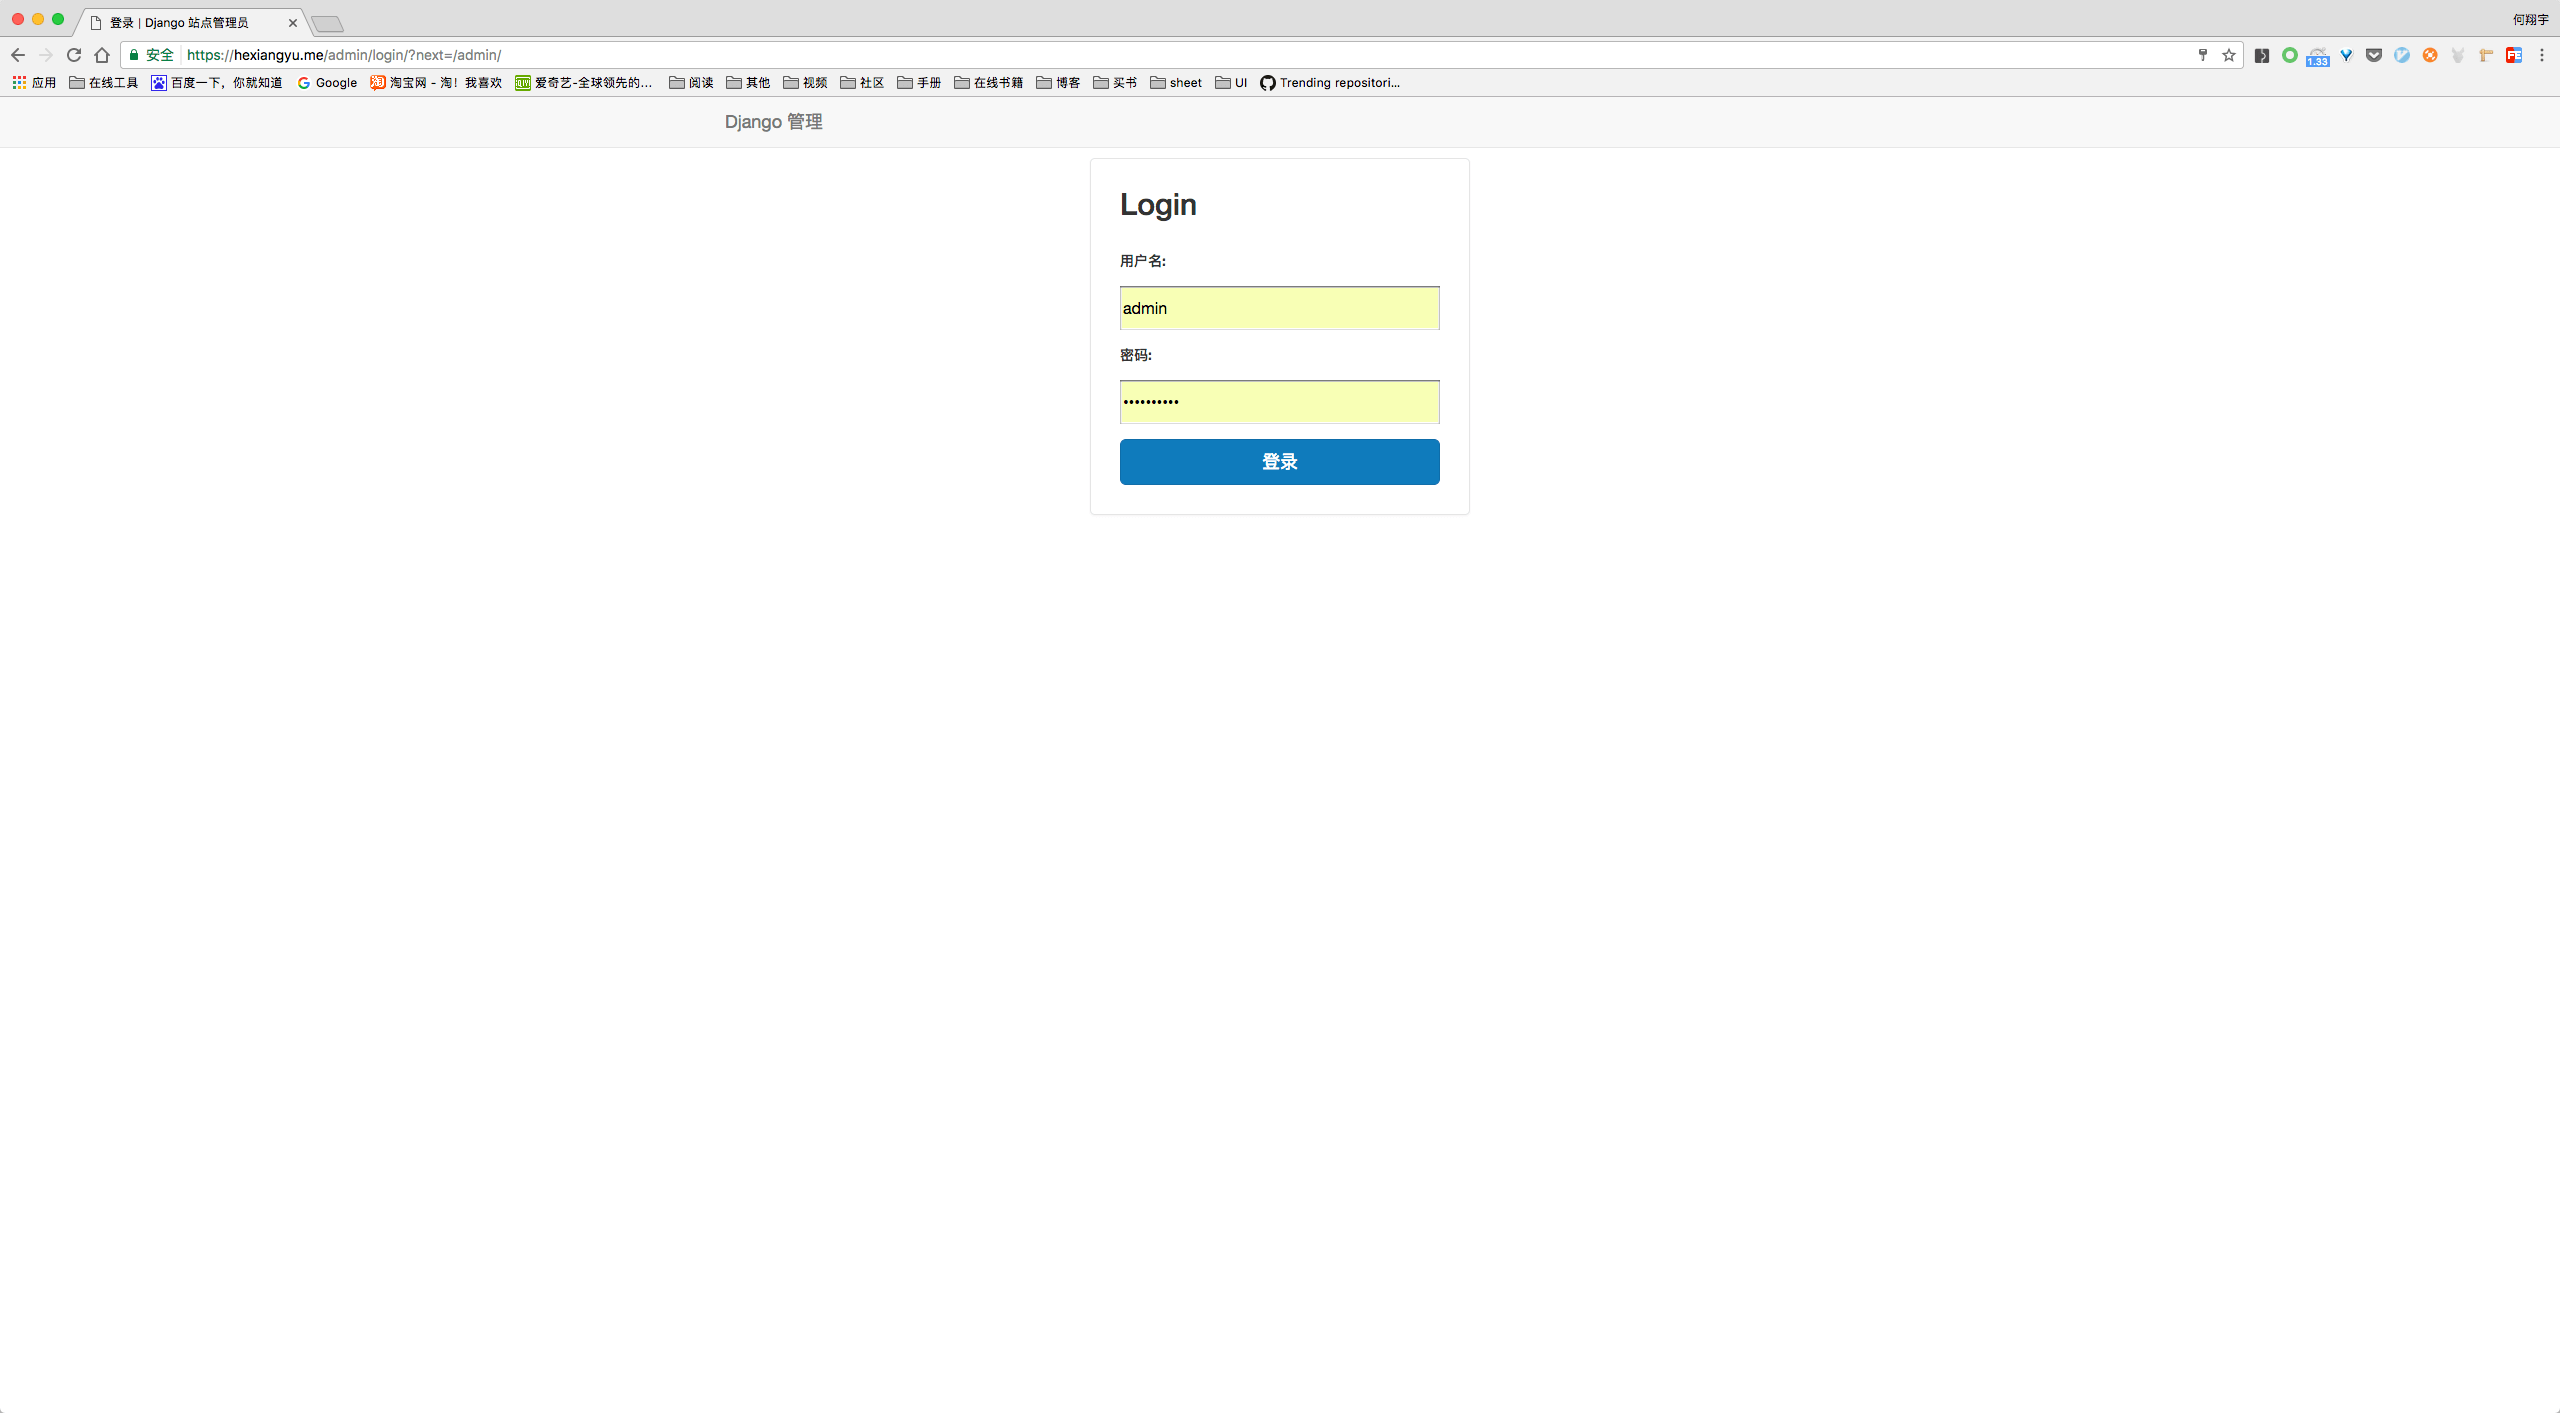 登录 | Django 站点管理员
何翔宇
安全 https://hexiangyu.me/admin/login/?next=/admin/
1.33
FE
应用 在线工具 百度一下，你就知道 Google 淘宝网 - 淘！我喜欢 爱奇艺-全球领先的... 阅读 其他 视频 社区 手册 在线书籍 博客 买书 sheet UI Trending repositori...
Django 管理
Login
用户名:
admin
密码:
••••••••••
登录